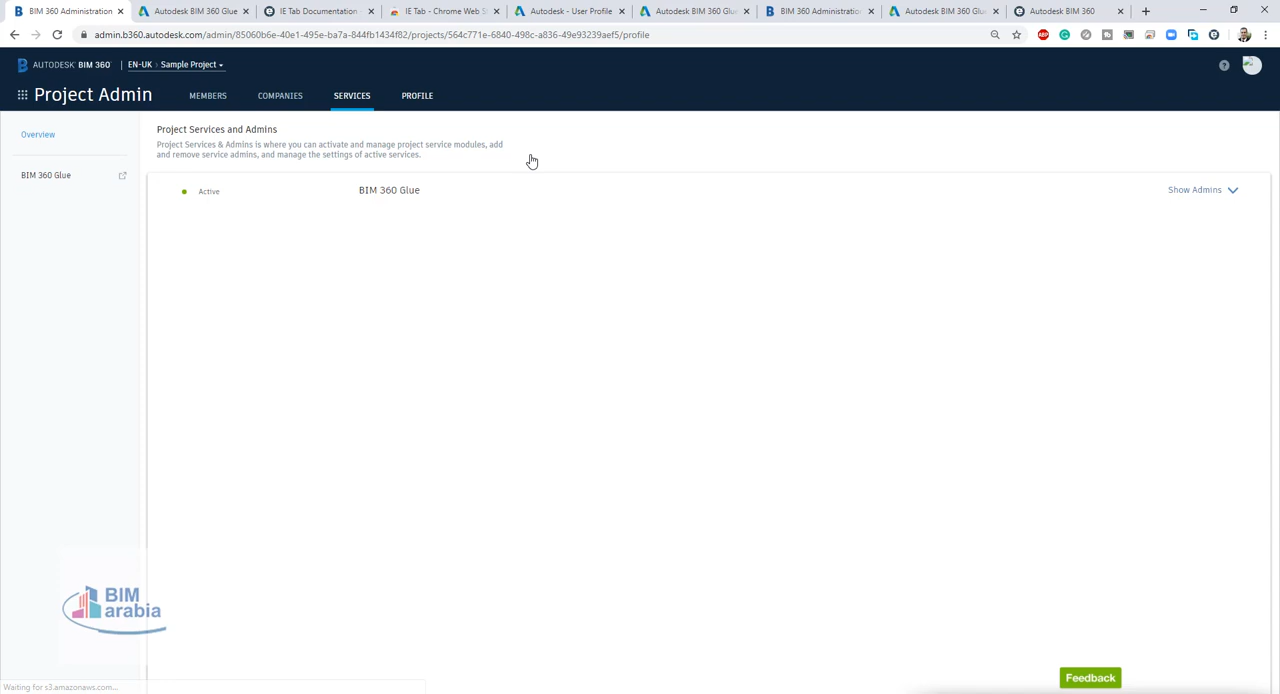 BIM 360 Administration
Autodesk BIM 360 Glue
IE Tab Documentation
IE Tab - Chrome Web St
Autodesk - User Profile
Autodesk BIM 360 Glue
BIM 360 Administration
Autodesk BIM 360 Glue
Autodesk BIM 360
admin.b360.autodesk.com/admin/85060b6e-40e1-495e-ba7a-844fb1434f82/projects/564c771e-6840-498c-a836-49e93239aef5/profile
AUTODESK BIM 360 | EN-UK > Sample Project
Project Admin
MEMBERS
COMPANIES
SERVICES
PROFILE
Overview
BIM 360 Glue
Project Services and Admins
Project Services & Admins is where you can activate and manage project service modules, add
and remove service admins, and manage the settings of active services.
Active
BIM 360 Glue
Show Admins
BIM
arabia
Feedback
Waiting for s3.amazonaws.com...